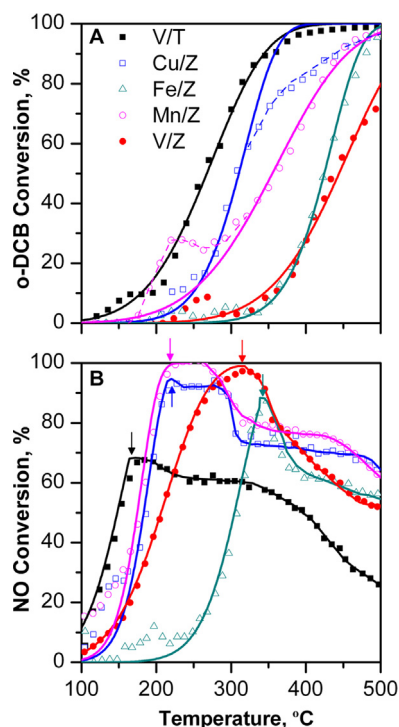 100
80
60
40
20
0
o-DCB Conversion, %
A
V/T
Cu/Z
Fe/Z
Mn/Z
V/Z
100
80
60
40
20
0
NO Conversion, %
B
100 200 300 400 500
Temperature, ºC